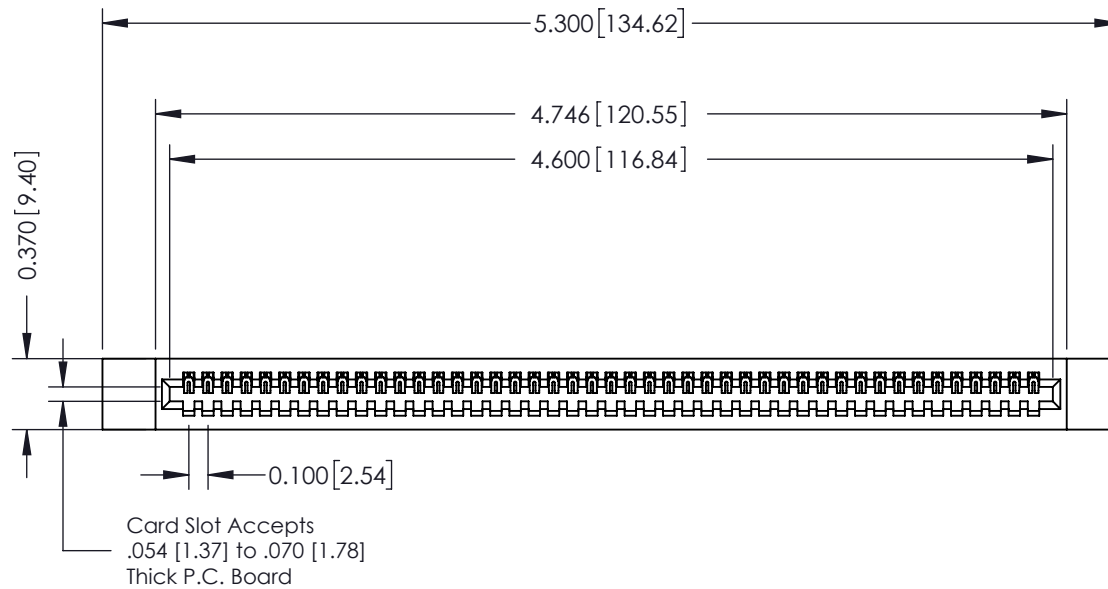 5.300[134.62]
4.746[120.55]
4.600[116.84]
0.370[9.40]
0.100[2.54]
Card Slot Accepts
.054 [1.37] to .070 [1.78]
Thick P.C. Board